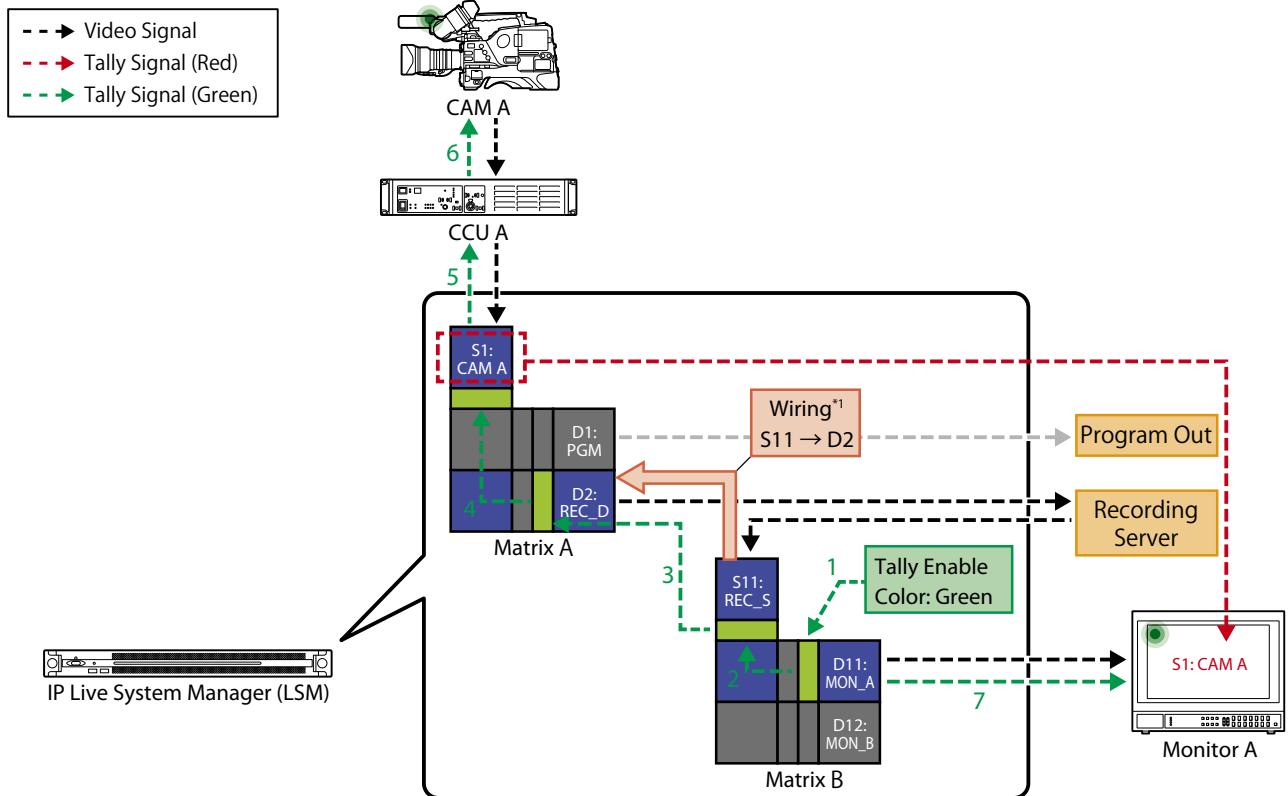 Video Signal
Tally Signal (Red)
Tally Signal (Green)
CAM A
6
CCU A
5
S1:
CAM A
Wiring*1
S11 → D2
D1:
PGM
Program Out
4
D2:
REC_D
Recording
Server
Matrix A
3
S11:
REC_S
1
Tally Enable
Color: Green
2
D11:
MON_A
7
S1: CAM A
D12:
MON_B
IP Live System Manager (LSM)
Monitor A
Matrix B